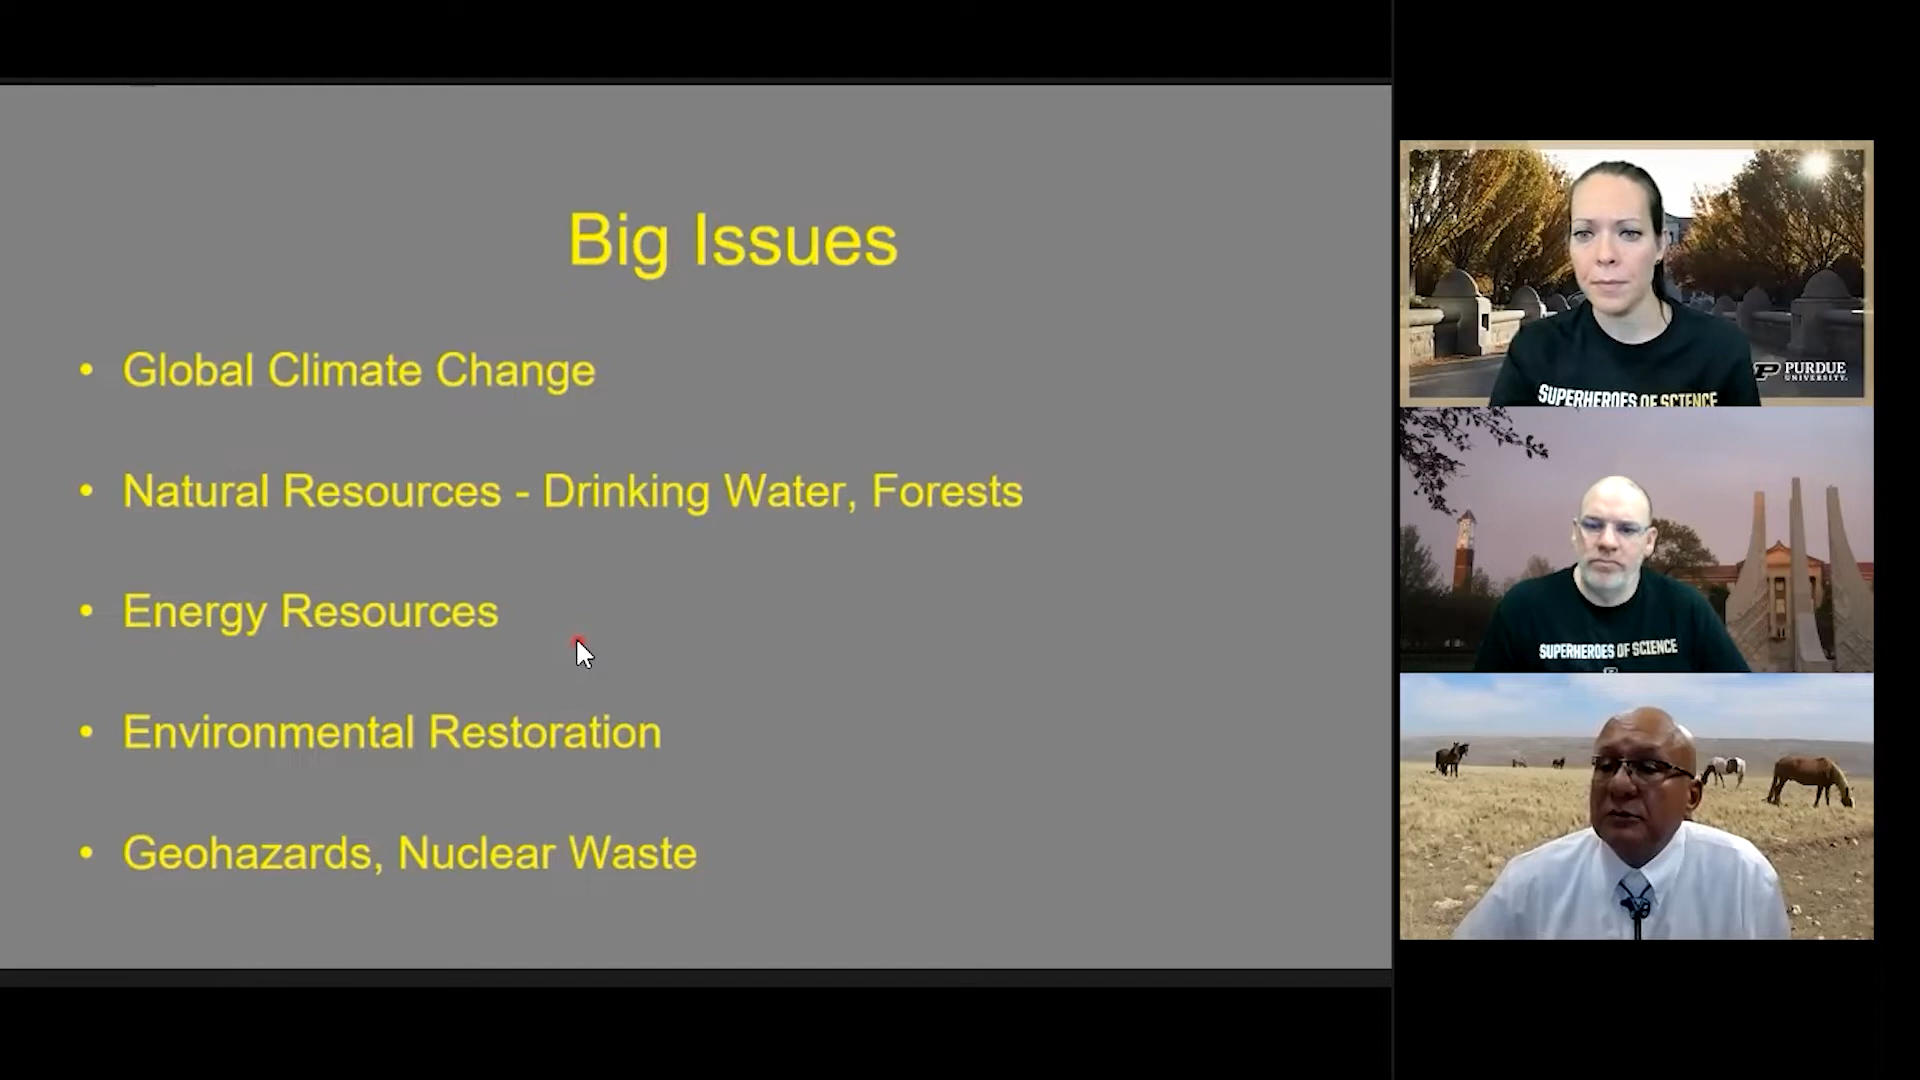 Big Issues
• Global Climate Change
• Natural Resources - Drinking Water, Forests
• Energy Resources
• Environmental Restoration
• Geohazards, Nuclear Waste
PURDUE
UNIVERSITY
SUPERHEROES OF SCIENCE
SUPERHEROES OF SCIENCE